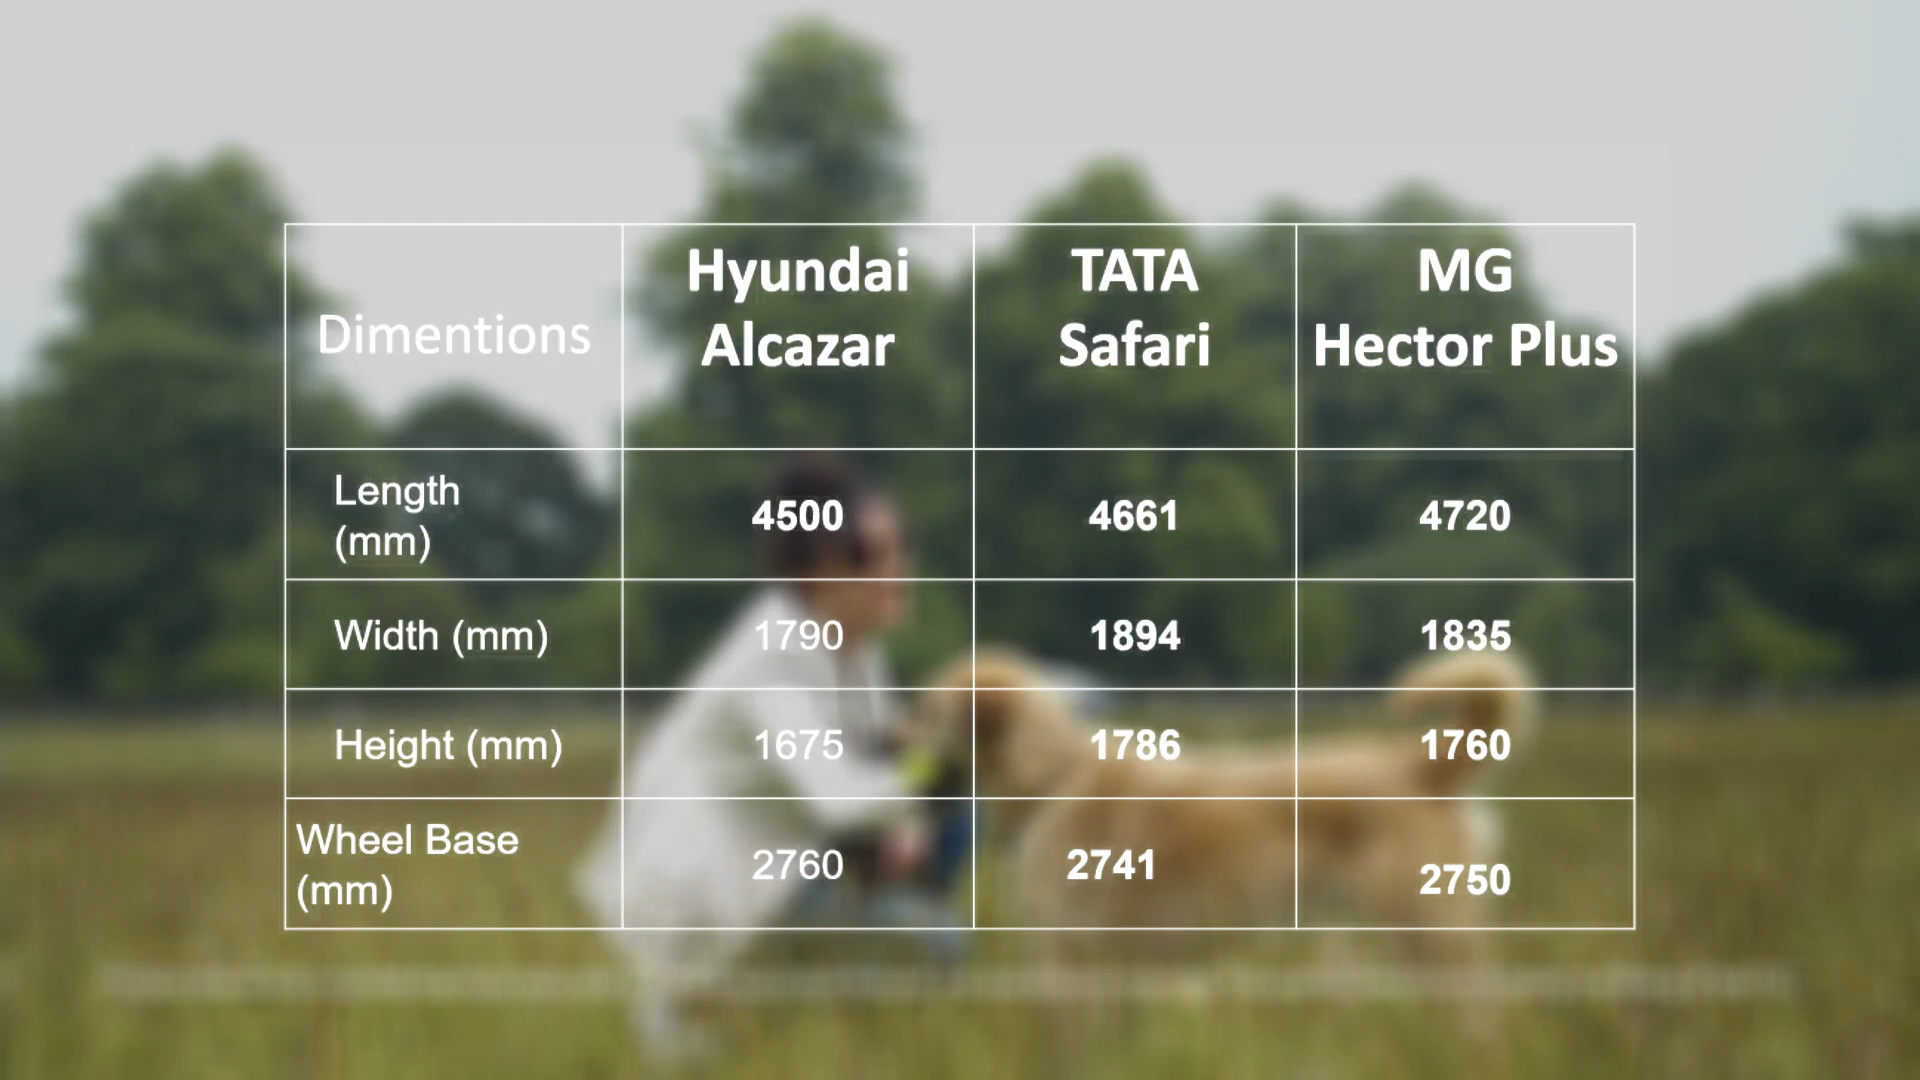 Dimentions
Hyundai
Alcazar
TATA
Safari
MG
Hector Plus
Length
(mm)
4500
4661
4720
Width (mm)
1790
1894
1835
Height (mm)
1675
1786
1760
Wheel Base
(mm)
2760
2741
2750